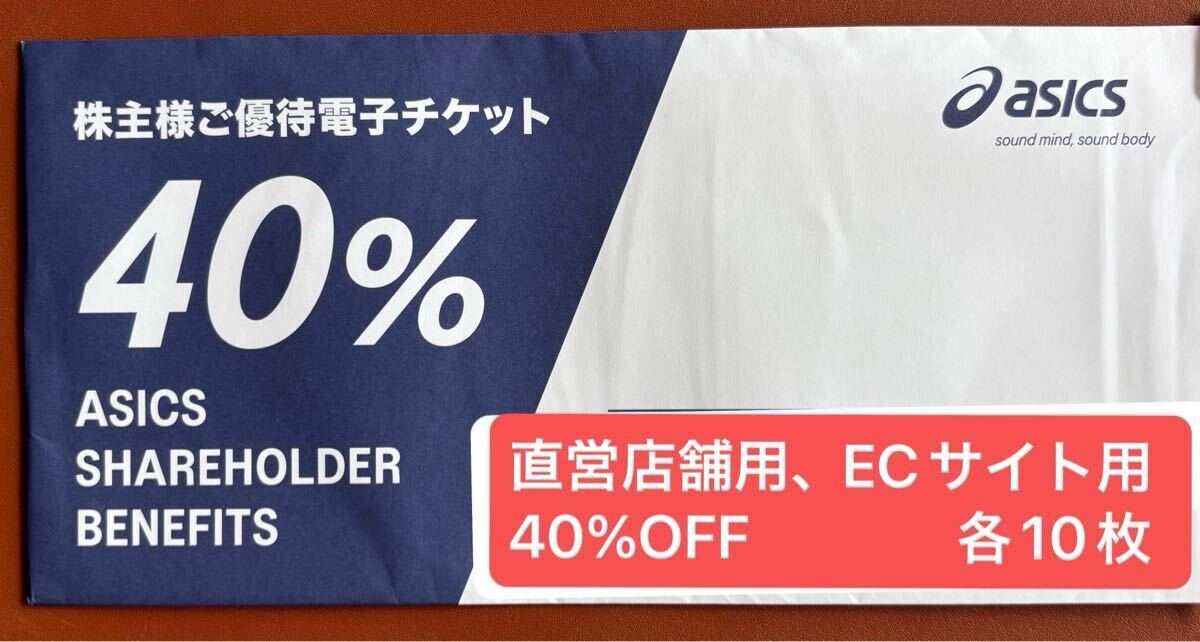 株主様ご優待電子チケット
40%
ASICS
SHAREHOLDER
BENEFITS
asics
sound mind, sound body
直営店舗用、ECサイト用
40%OFF 各10枚